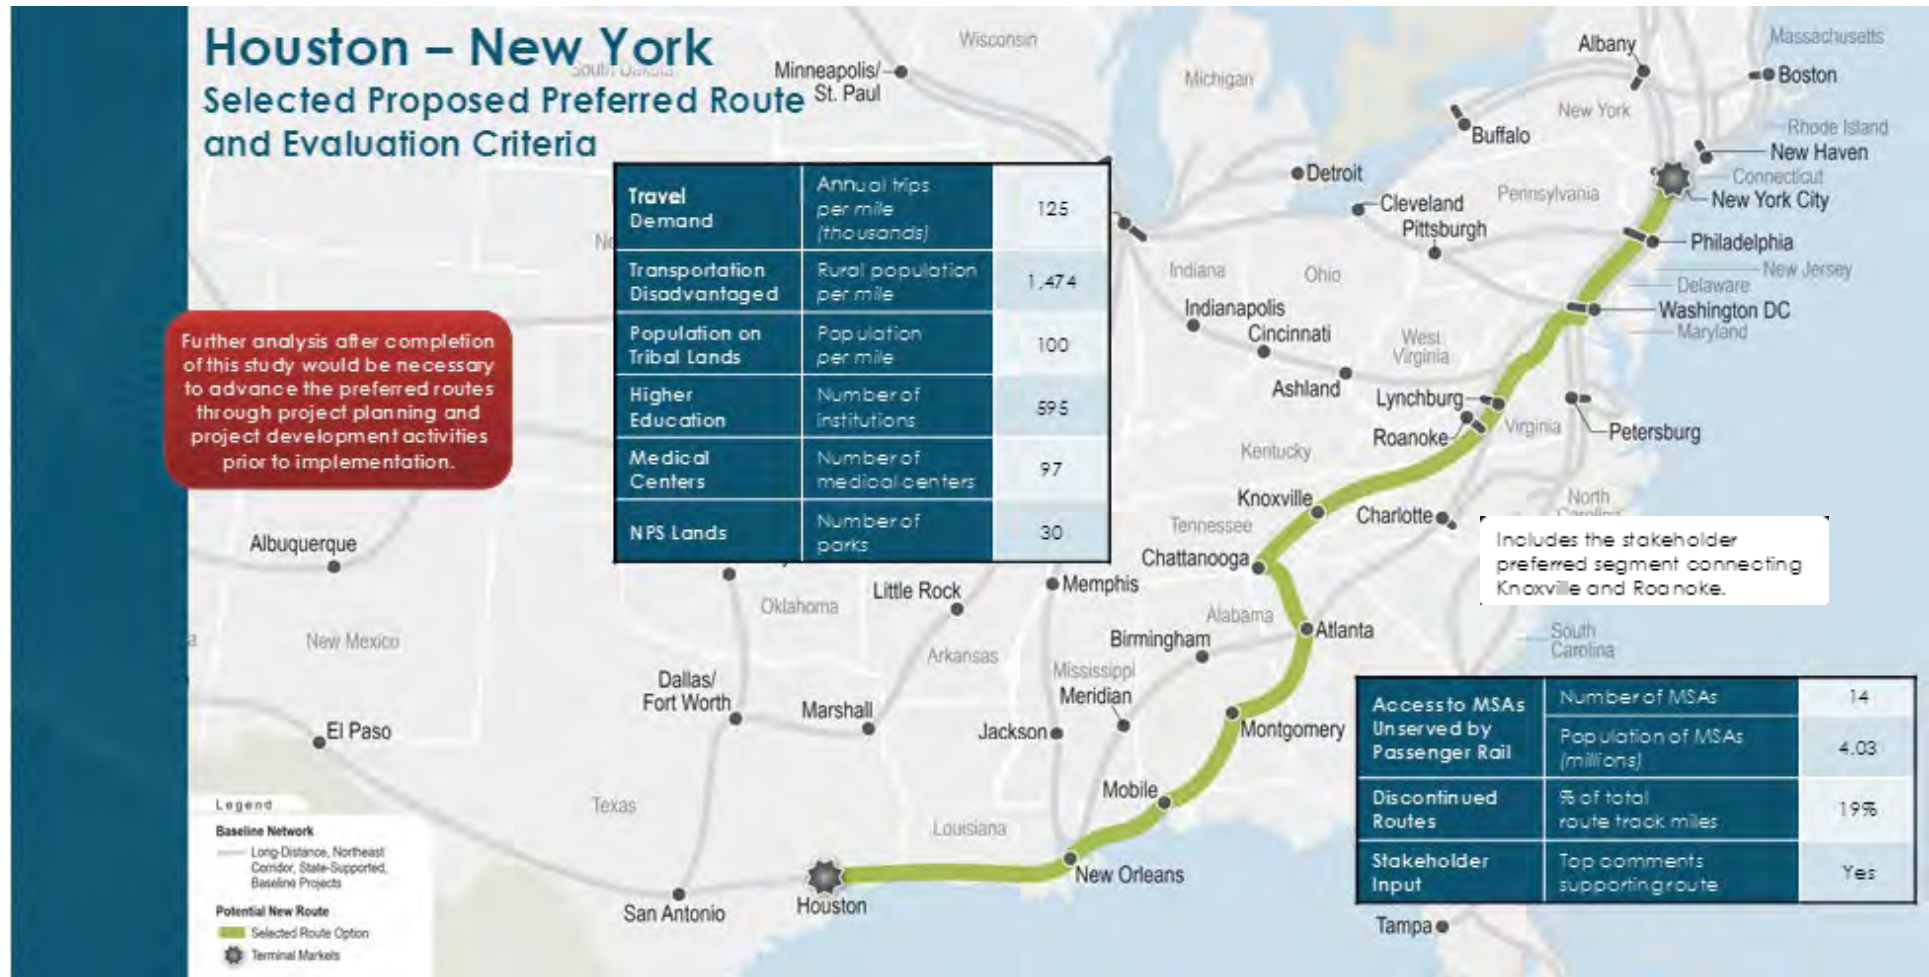 Houston – New York
Selected Proposed Preferred Route
and Evaluation Criteria
Travel
Demand
Annual trips
per mile
(thousands)
125
Transportation
Disadvantaged
Rural population
per mile
1,474
Population on
Tribal Lands
Population
per mile
100
Higher
Education
Number of
institutions
595
Medical
Centers
Number of
medical centers
97
NPS Lands
Number of
parks
30
Further analysis after completion
of this study would be necessary
to advance the preferred routes
through project planning and
project development activities
prior to implementation.
Includes the stakeholder
preferred segment connecting
Knoxville and Roanoke.
Access to MSAs
Unserved by
Passenger Rail
Number of MSAs
14
Population of MSAs
(millions)
4.03
Discontinued
Routes
% of total
route track miles
19%
Stakeholder
Input
Top comments
supporting route
Yes
South Dakota
Wisconsin
Minneapolis/
St. Paul
Michigan
Albany
Massachusetts
Boston
New York
Buffalo
Rhode Island
New Haven
Connecticut
New York City
Detroit
Cleveland
Pennsylvania
Pittsburgh
Philadelphia
New Jersey
Delaware
Washington DC
Maryland
Indiana
Ohio
Indianapolis
Cincinnati
West
Virginia
Ashland
Lynchburg
Roanoke
Virginia
Petersburg
Kentucky
Knoxville
Charlotte
North
Carolina
Tennessee
Chattanooga
Albuquerque
Memphis
Little Rock
Oklahoma
Alabama
Atlanta
Birmingham
South
Carolina
New Mexico
Arkansas
Mississippi
Meridian
Dallas/
Fort Worth
Marshall
Jackson
Montgomery
El Paso
Mobile
Texas
Louisiana
New Orleans
San Antonio
Houston
Tampa
Legend
Baseline Network
Long-Distance, Northeast
Corridor, State-Supported,
Baseline Projects
Potential New Route
Selected Route Option
Terminal Markets